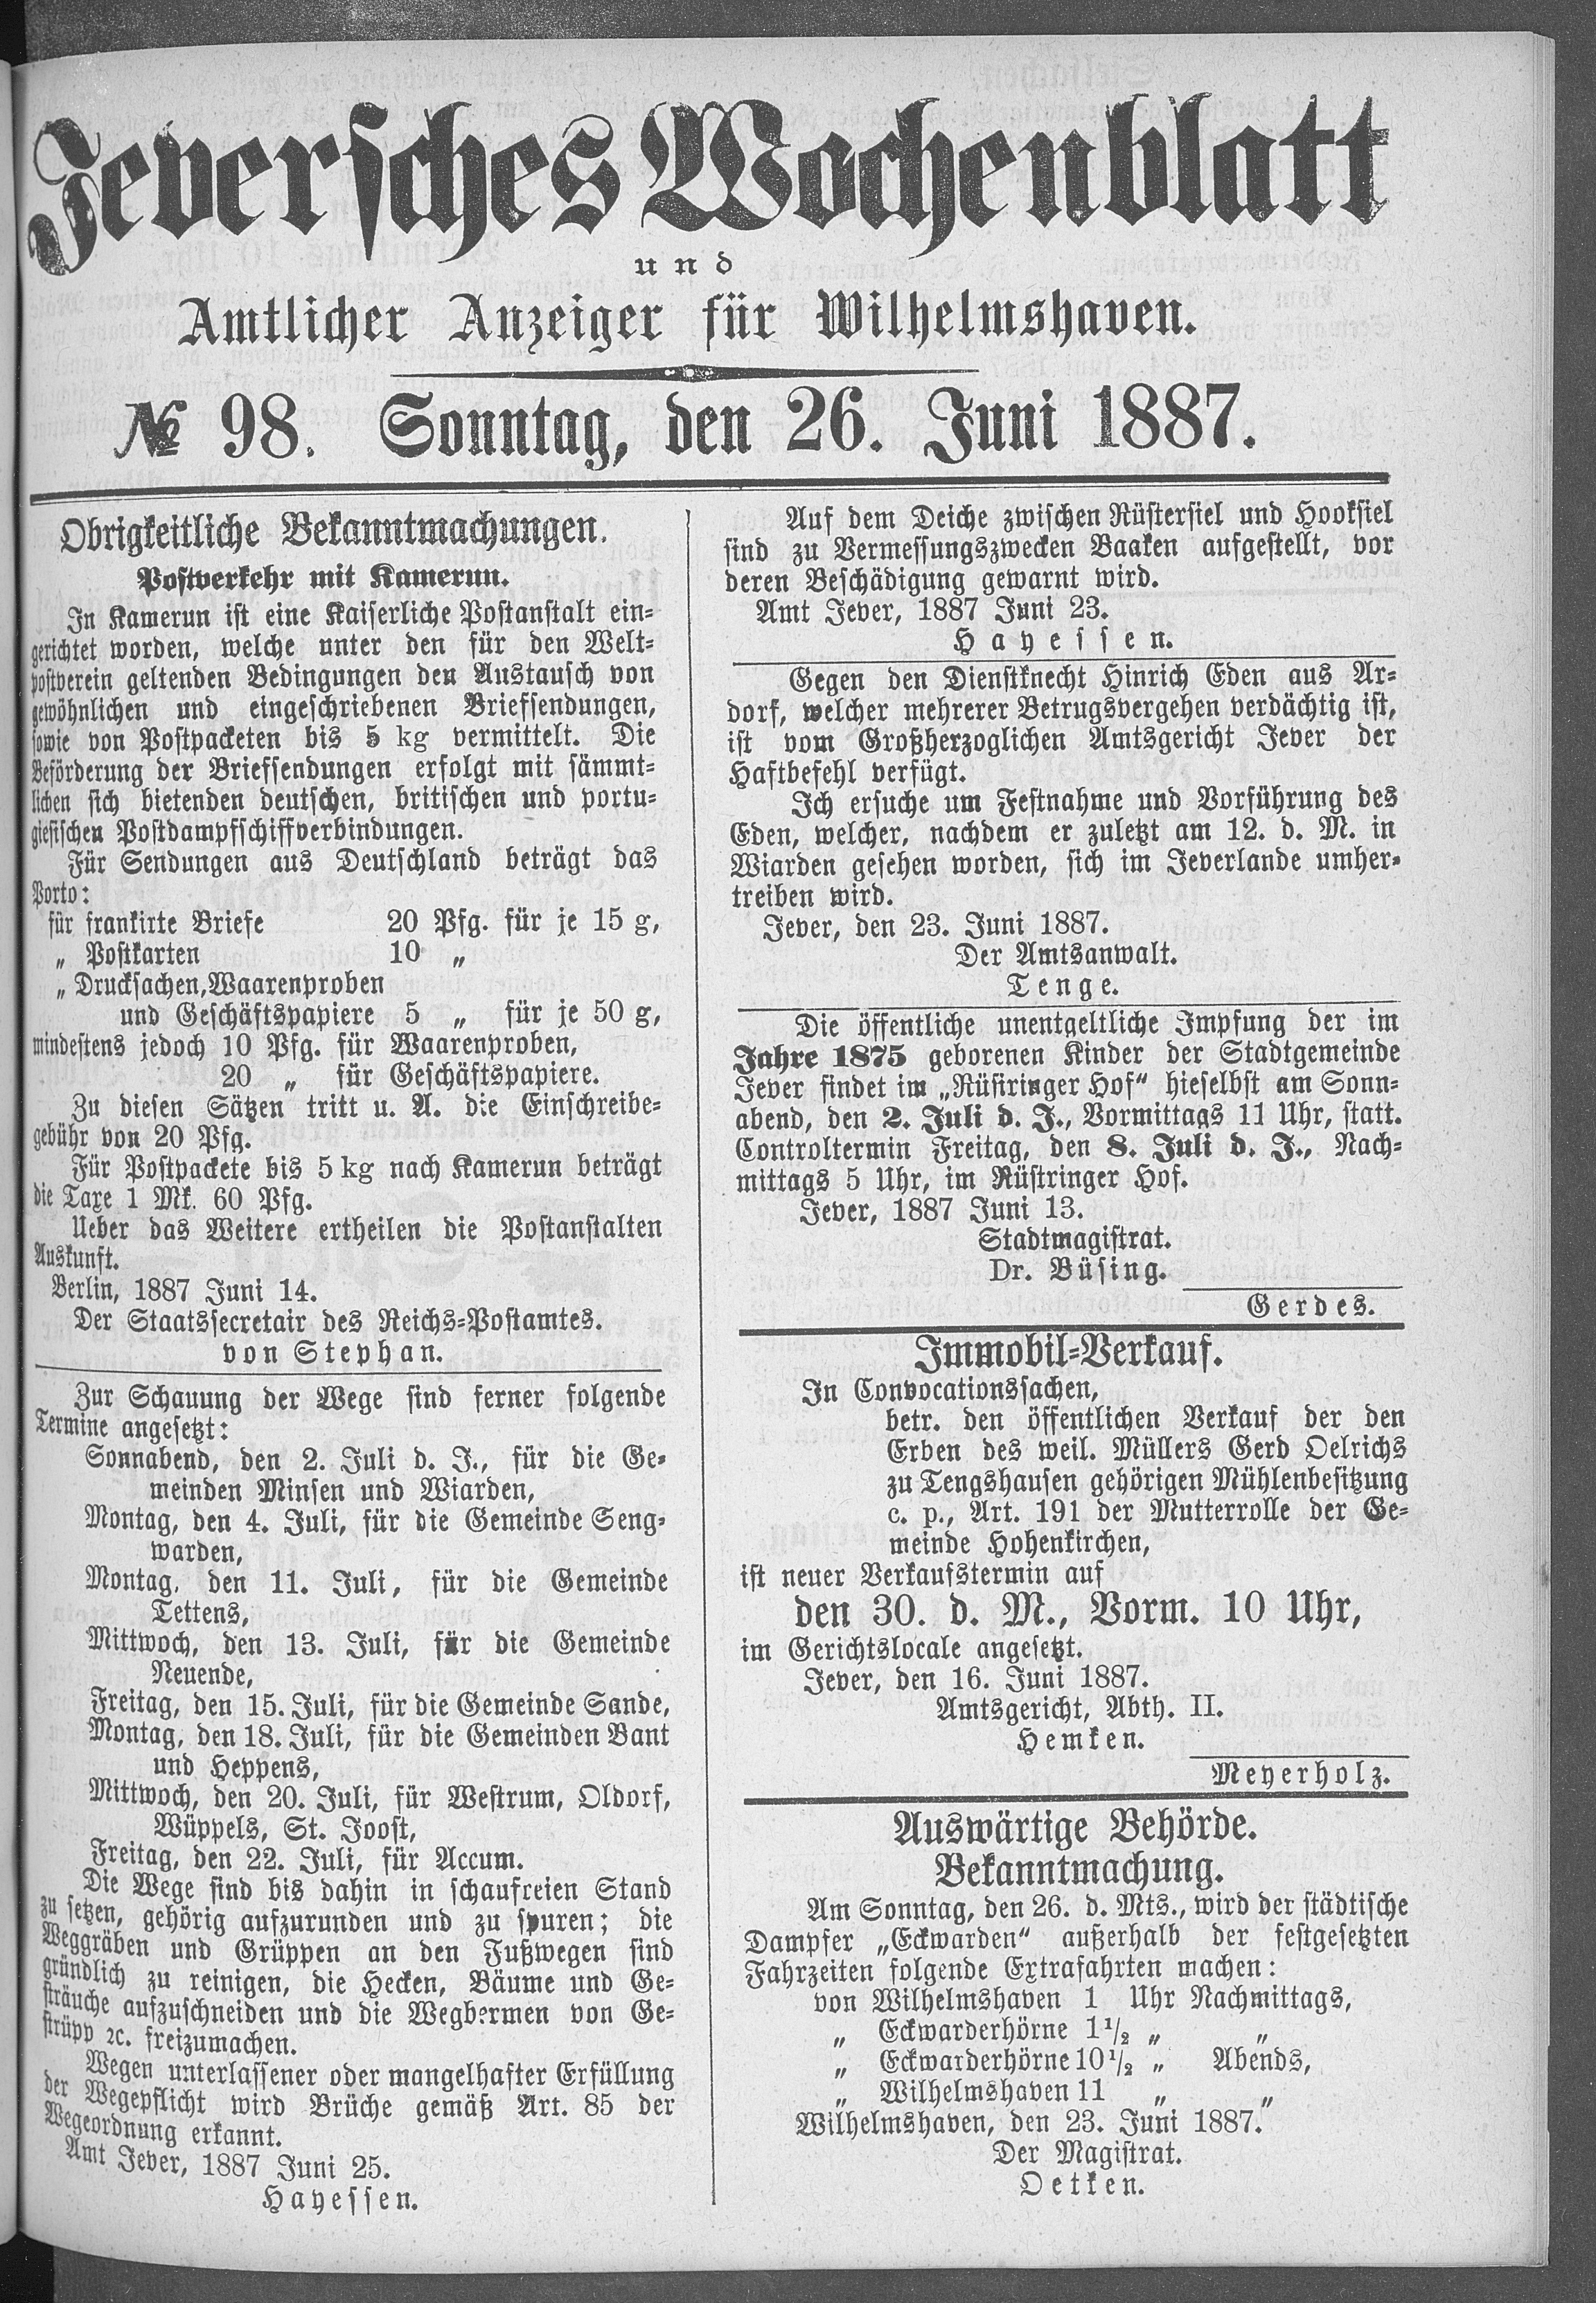 Jeversches Wochenblatt
und
Amtlicher Anzeiger für Wilhelmshaven.
№ 98. Sonntag, den 26. Juni 1887.
Obrigkeitliche Bekanntmachungen.
Postverkehr mit Kamerun.
In Kamerun ist eine Kaiserliche Postanstalt ein-
gerichtet worden, welche unter den für den Welt-
postverein geltenden Bedingungen den Austausch von
gewöhnlichen und eingeschriebenen Briefsendungen,
sowie von Postpacketen bis 5 kg vermittelt. Die
Beförderung der Briefsendungen erfolgt mit sämmt-
lichen sich bietenden deutschen, britischen und portu-
giesischen Postdampfschiffverbindungen.
Für Sendungen aus Deutschland beträgt das
Porto:
für frankirte Briefe 20 Pfg. für je 15 g,
„ Postkarten 10 „
„ Drucksachen, Waarenproben
und Geschäftspapiere 5 „ für je 50 g,
mindestens jedoch 10 Pfg. für Waarenproben,
20 „ für Geschäftspapiere.
Zu diesen Sätzen tritt u. A. die Einschreibe-
gebühr von 20 Pfg.
Für Postpackete bis 5 kg nach Kamerun beträgt
die Taxe 1 Mk. 60 Pfg.
Ueber das Weitere ertheilen die Postanstalten
Auskunft.
Berlin, 1887 Juni 14.
Der Staatssecretair des Reichs-Postamtes.
von Stephan.
Zur Schauung der Wege sind ferner folgende
Termine angesetzt:
Sonnabend, den 2. Juli d. J., für die Ge-
meinden Minsen und Wiarden,
Montag, den 4. Juli, für die Gemeinde Seng-
warden,
Montag, den 11. Juli, für die Gemeinde
Tettens,
Mittwoch, den 13. Juli, für die Gemeinde
Neuende,
Freitag, den 15. Juli, für die Gemeinde Sande,
Montag, den 18. Juli, für die Gemeinden Bant
und Heppens,
Mittwoch, den 20. Juli, für Westrum, Oldorf,
Wüppels, St. Joost,
Freitag, den 22. Juli, für Accum.
Die Wege sind bis dahin in schaufreien Stand
zu setzen, gehörig aufzurunden und zu spuren; die
Weggräben und Grüppen an den Fußwegen sind
gründlich zu reinigen, die Hecken, Bäume und Ge-
sträuche aufzuschneiden und die Wegbermen von Ge-
strüpp ꝛc. freizumachen.
Wegen unterlassener oder mangelhafter Erfüllung
der Wegepflicht wird Brüche gemäß Art. 85 der
Wegeordnung erkannt.
Amt Jever, 1887 Juni 25.
Hayessen.
Auf dem Deiche zwischen Rüstersiel und Hooksiel
sind zu Vermessungszwecken Baaken aufgestellt, vor
deren Beschädigung gewarnt wird.
Amt Jever, 1887 Juni 23.
Hayessen.
Gegen den Dienstknecht Hinrich Eden aus Ar-
dorf, welcher mehrerer Betrugsvergehen verdächtig ist,
ist vom Großherzoglichen Amtsgericht Jever der
Haftbefehl verfügt.
Ich ersuche um Festnahme und Vorführung des
Eden, welcher, nachdem er zuletzt am 12. d. M. in
Wiarden gesehen worden, sich im Jeverlande umher-
treiben wird.
Jever, den 23. Juni 1887.
Der Amtsanwalt.
Tenge.
Die öffentliche unentgeltliche Impfung der im
Jahre 1875 geborenen Kinder der Stadtgemeinde
Jever findet im „Rüstringer Hof“ hieselbst am Sonn-
abend, den 2. Juli d. J., Vormittags 11 Uhr, statt.
Controltermin Freitag, den 8. Juli d. J., Nach-
mittags 5 Uhr, im Rüstringer Hof.
Jever, 1887 Juni 13.
Stadtmagistrat.
Dr. Büsing.
Gerdes.
Immobil-Verkauf.
In Convocationssachen,
betr. den öffentlichen Verkauf der den
Erben des weil. Müllers Gerd Oelrichs
zu Tengshausen gehörigen Mühlenbesitzung
c. p., Art. 191 der Mutterrolle der Ge-
meinde Hohenkirchen,
ist neuer Verkaufstermin auf
den 30. d. M., Vorm. 10 Uhr,
im Gerichtslocale angesetzt.
Jever, den 16. Juni 1887.
Amtsgericht, Abth. II.
Hemken.
Meyerholz.
Auswärtige Behörde.
Bekanntmachung.
Am Sonntag, den 26. d. Mts., wird der städtische
Dampfer „Eckwarden“ außerhalb der festgesetzten
Fahrzeiten folgende Extrafahrten machen:
von Wilhelmshaven 1 Uhr Nachmittags,
„ Eckwarderhörne 1½ „ „
„ Eckwarderhörne 10½ „ Abends,
„ Wilhelmshaven 11 „ „
Wilhelmshaven, den 23. Juni 1887.
Der Magistrat.
Oetken.